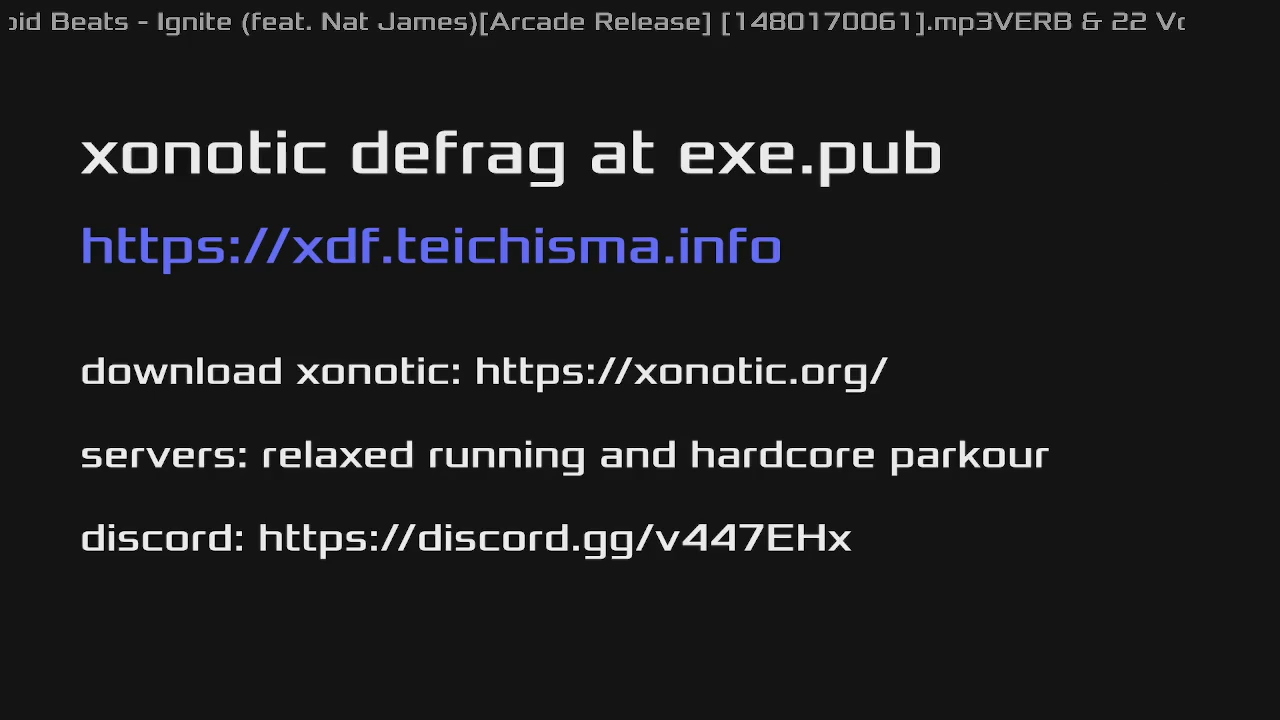 Beats - Ignite (feat. Nat James)[Arcade Release] [1480170061].mp3VERB & 22
xonotic defrag at exe.pub
https://xdf.teichisma.info
download xonotic: https://xonotic.org/
servers: relaxed running and hardcore parkour
discord: https://discord.gg/v447EHx